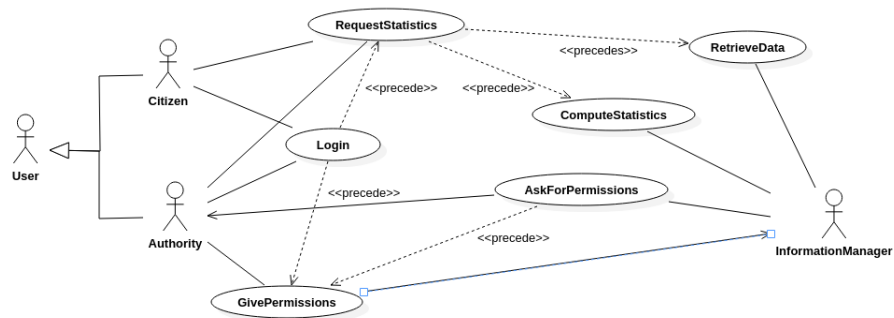 RequestStatistics
<<precedes>>
RetrieveData
Citizen
<<precede>>
<<precede>>
ComputeStatistics
Login
User
<<precede>>
AskForPermissions
Authority
<<precede>>
InformationManager
GivePermissions